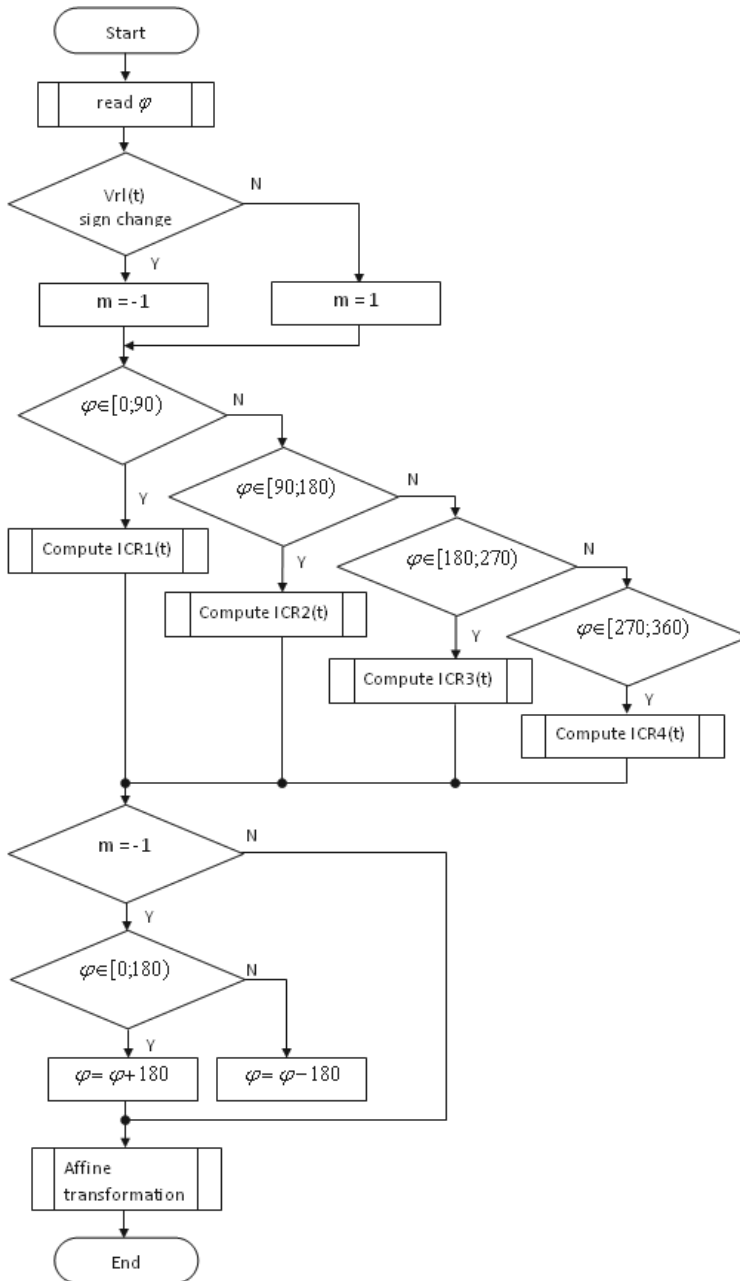 Start
read φ
Vrl(t)
sign change
N
Y
m = -1
m = 1
φ∈[0;90)
N
Y
φ∈[90;180)
N
Compute ICR1(t)
Y
φ∈[180;270)
N
Compute ICR2(t)
Y
φ∈[270;360)
Compute ICR3(t)
Y
Compute ICR4(t)
m = -1
N
Y
φ∈[0;180)
N
Y
φ= φ+180
φ= φ−180
Affine
transformation
End